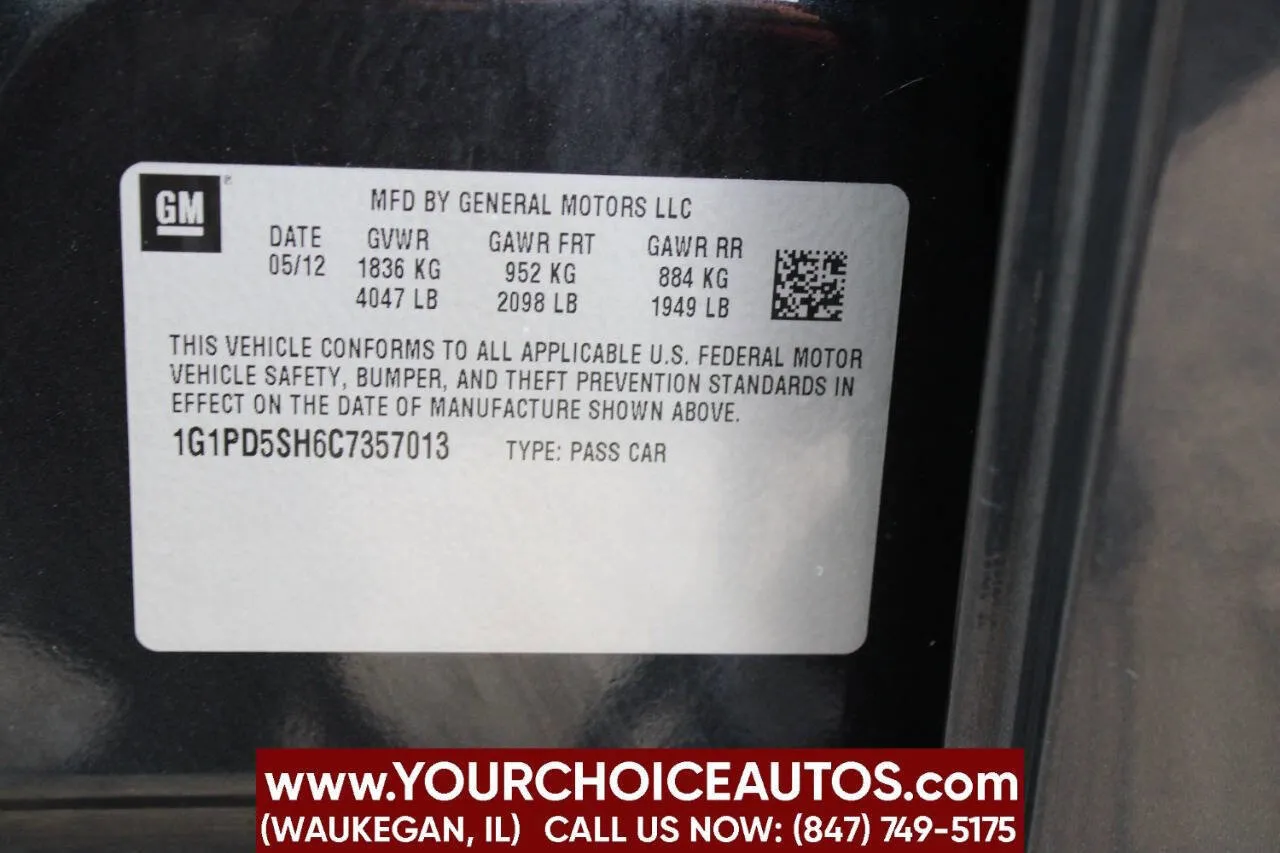 GM
MFD BY GENERAL MOTORS LLC
DATE GVWR GAWR FRT GAWR RR
05/12 1836 KG 952 KG 884 KG
4047 LB 2098 LB 1949 LB
THIS VEHICLE CONFORMS TO ALL APPLICABLE U.S. FEDERAL MOTOR
VEHICLE SAFETY, BUMPER, AND THEFT PREVENTION STANDARDS IN
EFFECT ON THE DATE OF MANUFACTURE SHOWN ABOVE.
1G1PD5SH6C7357013 TYPE: PASS CAR
www.YOURCHOICEAUTOS.com
(WAUKEGAN, IL) CALL US NOW: (847) 749-5175